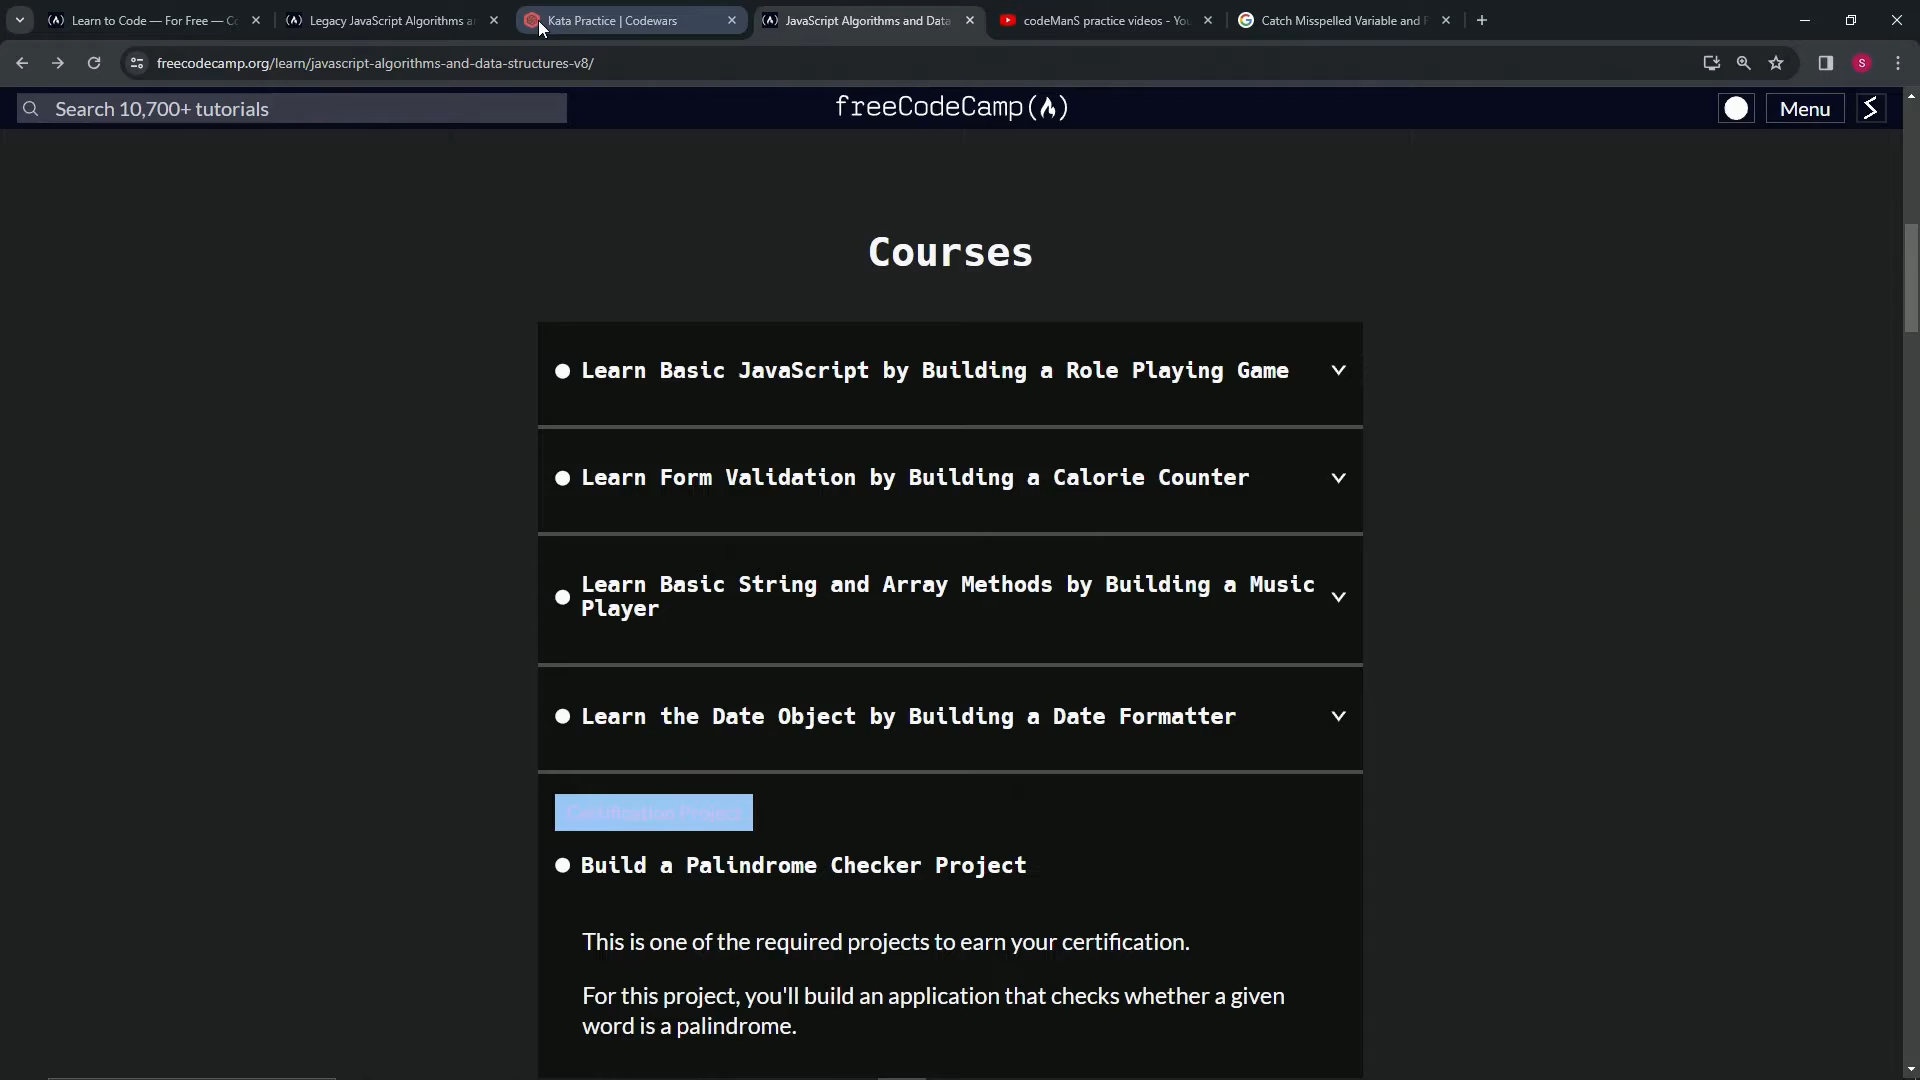 Learn to Code — For Free — Co
Legacy JavaScript Algorithms a
Kata Practice | Codewars
JavaScript Algorithms and Data
codeManS practice videos - You
Catch Misspelled Variable and F
freecodecamp.org/learn/javascript-algorithms-and-data-structures-v8/
S
Search 10,700+ tutorials
freeCodeCamp
Menu
Courses
Learn Basic JavaScript by Building a Role Playing Game
Learn Form Validation by Building a Calorie Counter
Learn Basic String and Array Methods by Building a Music
Player
Learn the Date Object by Building a Date Formatter
Certification Project
Build a Palindrome Checker Project
This is one of the required projects to earn your certification.
For this project, you'll build an application that checks whether a given
word is a palindrome.